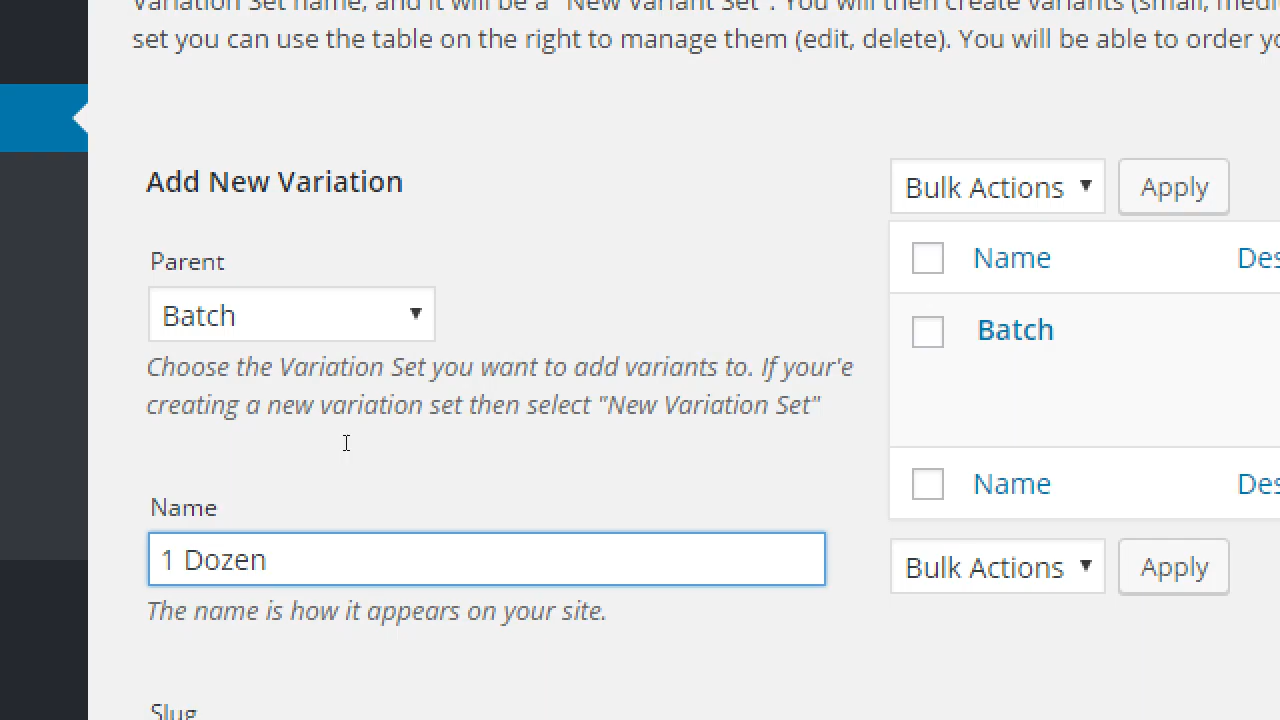 Variation Set name, and it will be a "New Variant Set". You will then create variants (small,
set you can use the table on the right to manage them (edit, delete). You will be able to order
Add New Variation
Parent
Batch
Choose the Variation Set you want to add variants to. If your'e
creating a new variation set then select "New Variation Set"
Name
1 Dozen
The name is how it appears on your site.
Slug
Bulk Actions
Apply
Name
Batch
Name
Bulk Actions
Apply